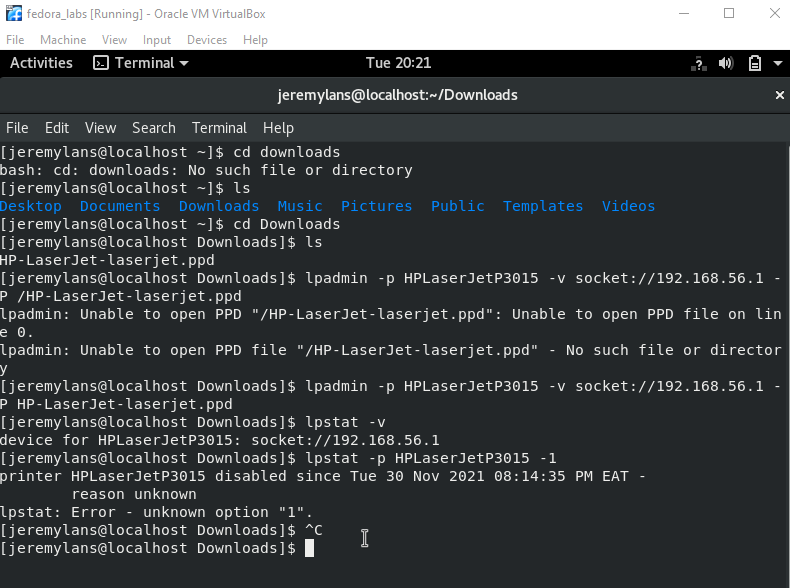 fedora_labs [Running] - Oracle VM VirtualBox
File Machine View Input Devices Help
Activities Terminal Tue 20:21 ?
jeremylans@localhost:~/Downloads
File Edit View Search Terminal Help
[jeremylans@localhost ~]$ cd downloads
bash: cd: downloads: No such file or directory
[jeremylans@localhost ~]$ ls
Desktop Documents Downloads Music Pictures Public Templates Videos
[jeremylans@localhost ~]$ cd Downloads
[jeremylans@localhost Downloads]$ ls
HP-LaserJet-laserjet.ppd
[jeremylans@localhost Downloads]$ lpadmin -p HPLaserJetP3015 -v socket://192.168.56.1 -
P /HP-LaserJet-laserjet.ppd
lpadmin: Unable to open PPD "/HP-LaserJet-laserjet.ppd": Unable to open PPD file on lin
e 0.
lpadmin: Unable to open PPD file "/HP-LaserJet-laserjet.ppd" - No such file or director
y
[jeremylans@localhost Downloads]$ lpadmin -p HPLaserJetP3015 -v socket://192.168.56.1 -
P HP-LaserJet-laserjet.ppd
[jeremylans@localhost Downloads]$ lpstat -v
device for HPLaserJetP3015: socket://192.168.56.1
[jeremylans@localhost Downloads]$ lpstat -p HPLaserJetP3015 -1
printer HPLaserJetP3015 disabled since Tue 30 Nov 2021 08:14:35 PM EAT -
reason unknown
lpstat: Error - unknown option "1".
[jeremylans@localhost Downloads]$ ^C
[jeremylans@localhost Downloads]$